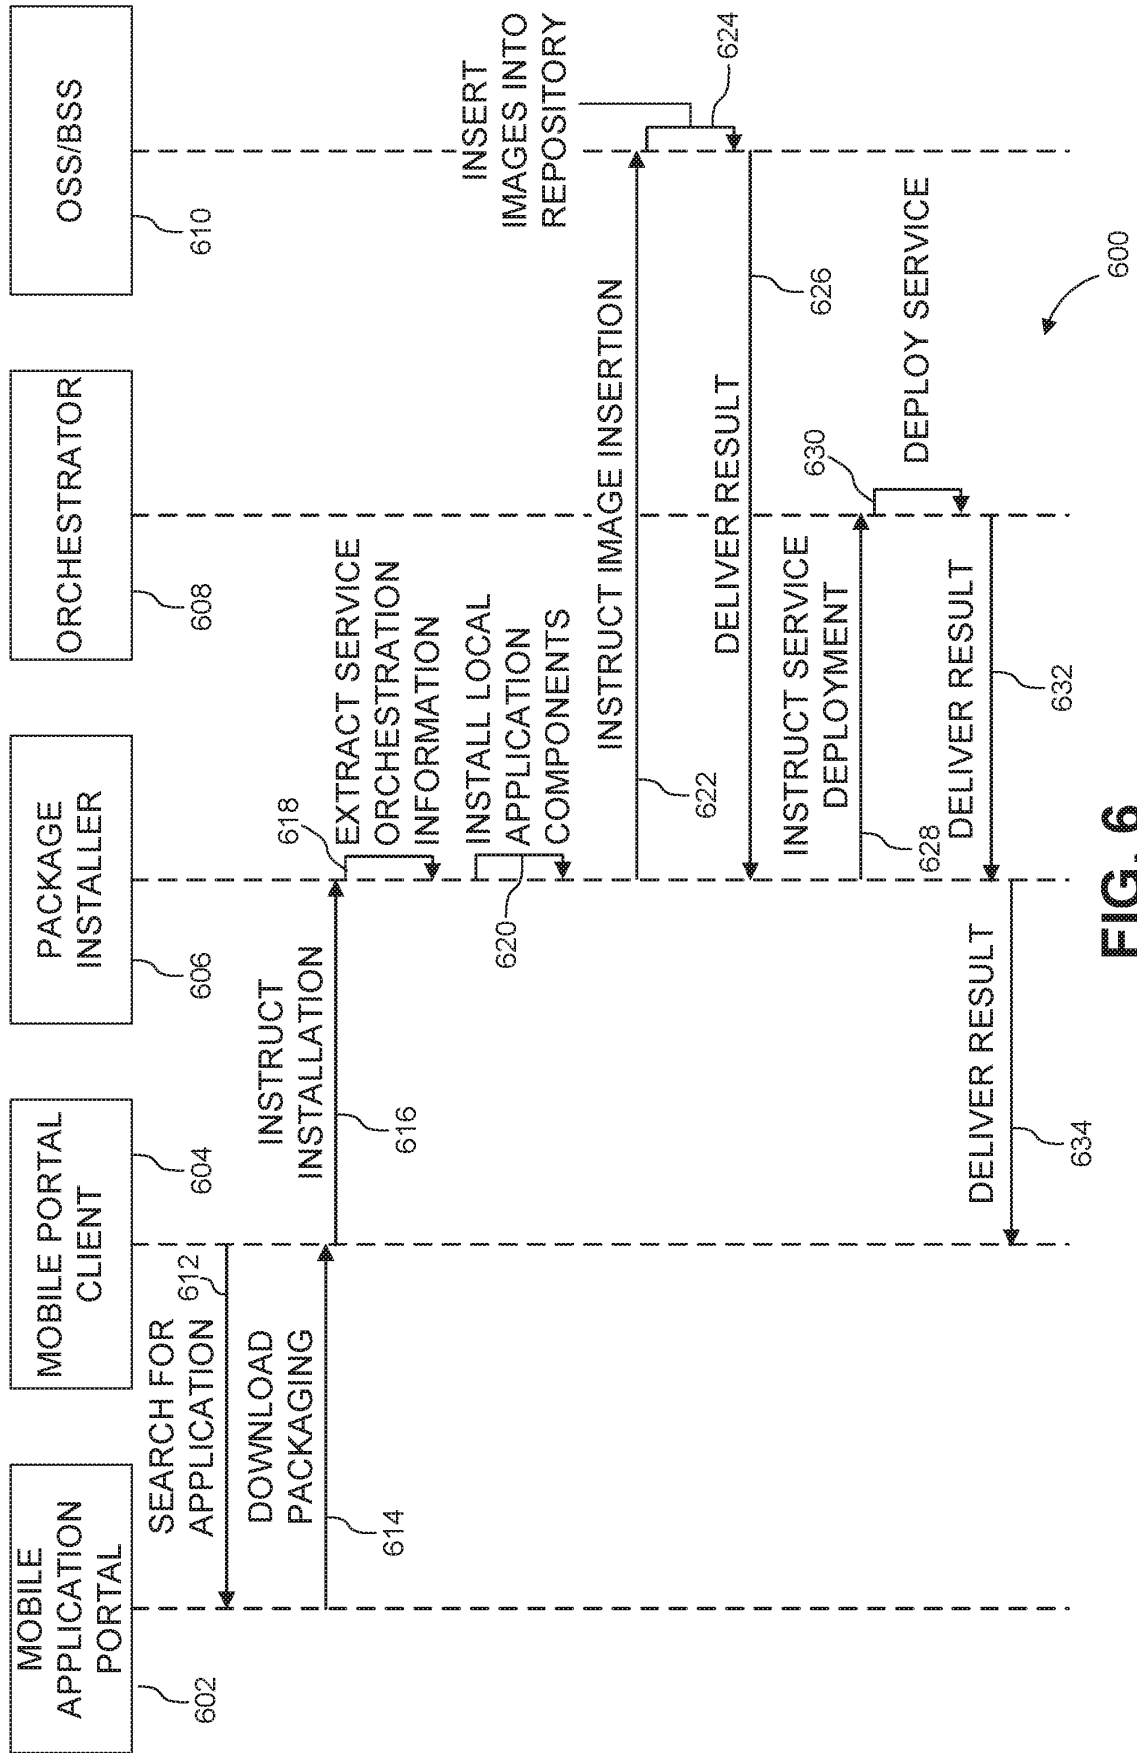 MOBILE
APPLICATION
PORTAL
602
MOBILE PORTAL
CLIENT
604
PACKAGE
INSTALLER
606
ORCHESTRATOR
608
OSS/BSS
610
SEARCH FOR
APPLICATION
612
DOWNLOAD
PACKAGING
614
INSTRUCT
INSTALLATION
616
618
EXTRACT SERVICE
ORCHESTRATION
INFORMATION
INSTALL LOCAL
APPLICATION
COMPONENTS
620
INSTRUCT IMAGE INSERTION
622
INSERT
IMAGES INTO
REPOSITORY
624
DELIVER RESULT
626
INSTRUCT SERVICE
DEPLOYMENT
628
630
DEPLOY SERVICE
DELIVER RESULT
632
DELIVER RESULT
634
600
FIG. 6